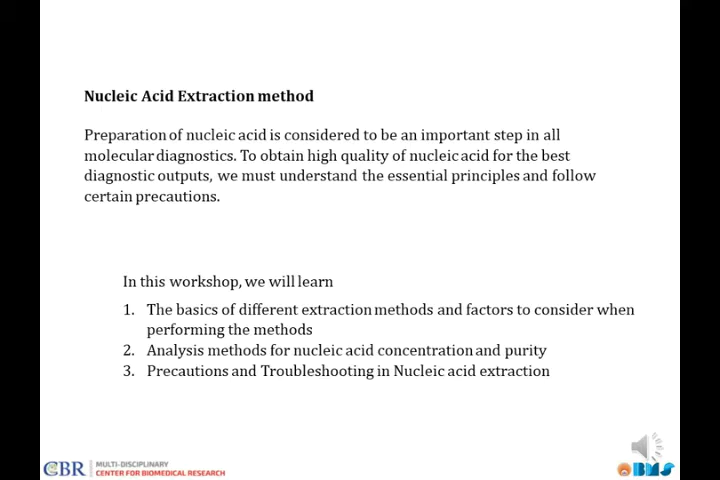 Nucleic Acid Extraction method
Preparation of nucleic acid is considered to be an important step in all
molecular diagnostics. To obtain high quality of nucleic acid for the best
diagnostic outputs, we must understand the essential principles and follow
certain precautions.
In this workshop, we will learn
1. The basics of different extraction methods and factors to consider when
performing the methods
2. Analysis methods for nucleic acid concentration and purity
3. Precautions and Troubleshooting in Nucleic acid extraction
CBR
MULTI-DISCIPLINARY
CENTER FOR BIOMEDICAL RESEARCH
BMS